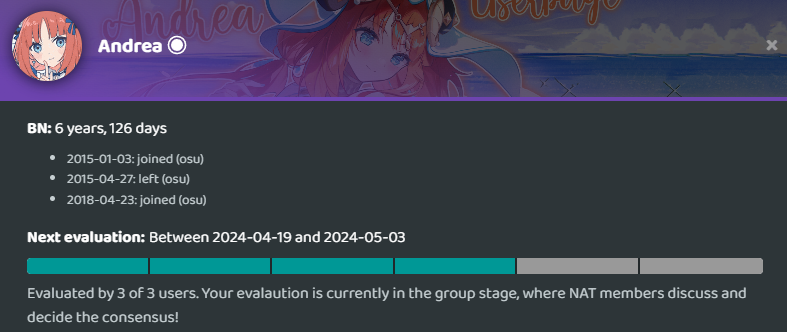 Andrea
Userpage
Andrea
BN: 6 years, 126 days
2015-01-03: joined (osu)
2015-04-27: left (osu)
2018-04-23: joined (osu)
Next evaluation: Between 2024-04-19 and 2024-05-03
Evaluated by 3 of 3 users. Your evalaution is currently in the group stage, where NAT members discuss and
decide the consensus!